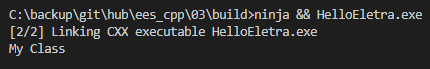 C:\backup\git\hub\ees_cpp\03\build>ninja && HelloEletra.exe
[2/2] Linking CXX executable HelloEletra.exe
My Class